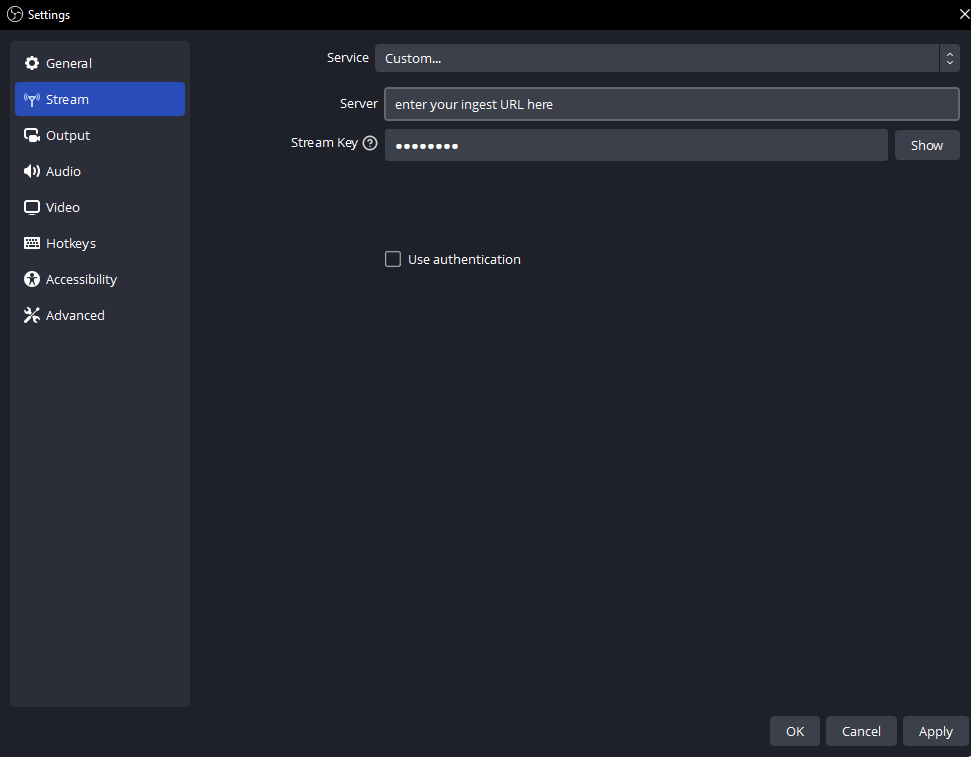 Settings
General
Stream
Output
Audio
Video
Hotkeys
Accessibility
Advanced
Service Custom...
Server enter your ingest URL here
Stream Key ●●●●●●●● Show
Use authentication
OK Cancel Apply